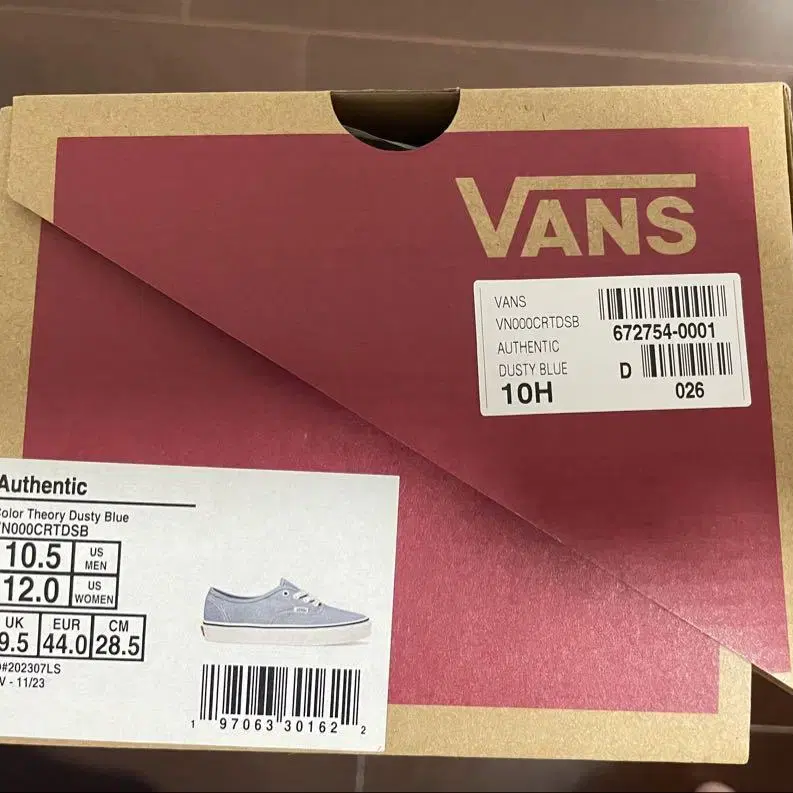 VANS
VANS
VN000CRTDSB
AUTHENTIC
DUSTY BLUE
10H
672754-0001
D
026
Authentic
Color Theory Dusty Blue
VN000CRTDSB
10.5 US MEN
12.0 US WOMEN
UK EUR CM
9.5 44.0 28.5
#202307LS
- 11/23
1 97063 30162 2